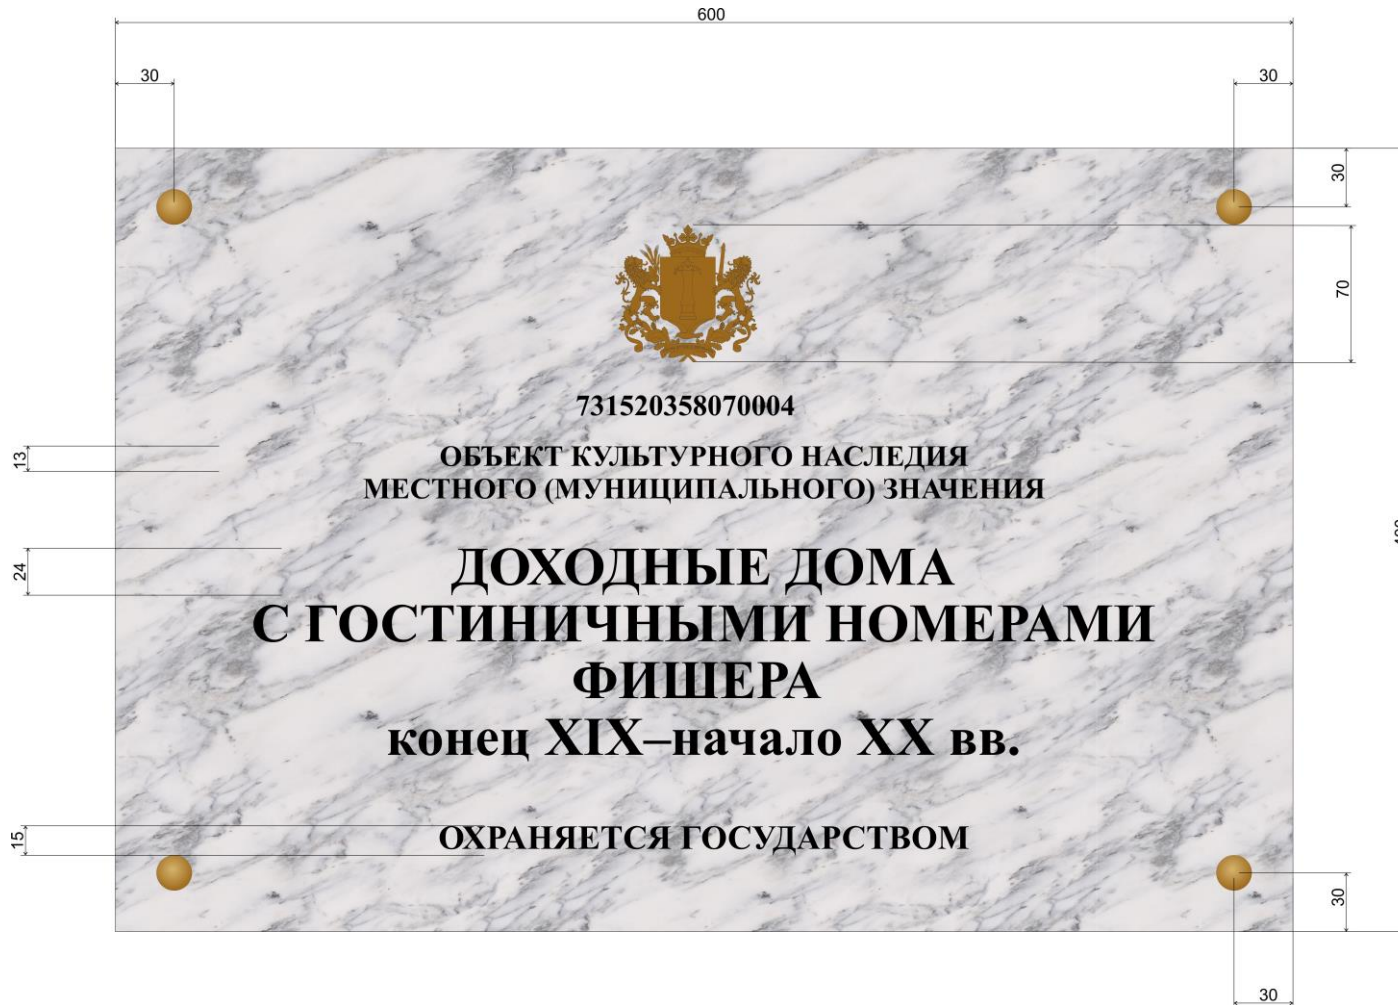 600
30
30
30
70
731520358070004
13
ОБЪЕКТ КУЛЬТУРНОГО НАСЛЕДИЯ
МЕСТНОГО (МУНИЦИПАЛЬНОГО) ЗНАЧЕНИЯ
24
ДОХОДНЫЕ ДОМА
С ГОСТИНИЧНЫМИ НОМЕРАМИ
ФИШЕРА
конец XIX–начало XX вв.
15
ОХРАНЯЕТСЯ ГОСУДАРСТВОМ
30
30